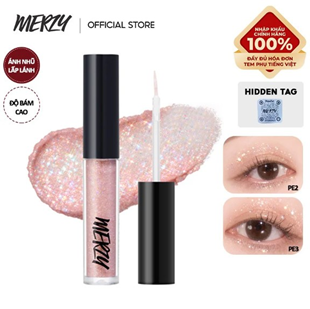 MERZY | OFFICIAL STORE
ÁNH NHŨ
LẤP LÁNH
ĐỘ BÁM
CAO
NHẬP KHẨU
CHÍNH HÃNG
100%
ĐẦY ĐỦ HÓA ĐƠN
TEM PHỤ TIẾNG VIỆT
HIDDEN TAG
MERZY
PE2
PE3